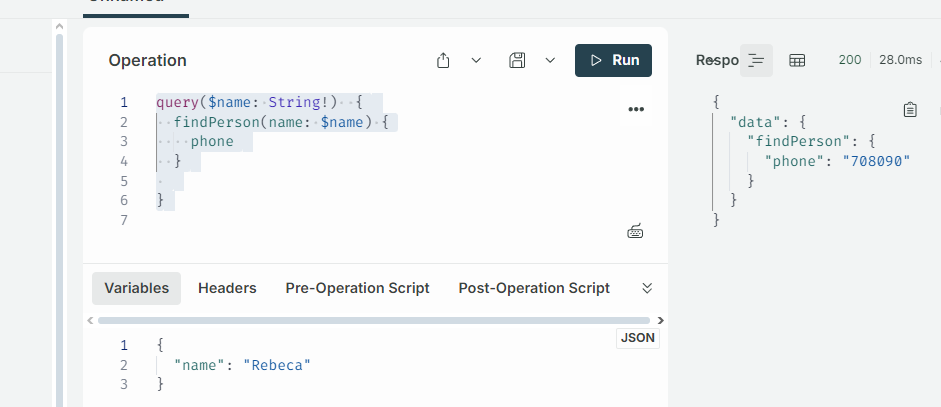 Operation
Run
1 query($name: String!) {
2 findPerson(name: $name) {
3 phone
4 }
5
6 }
7
Variables Headers Pre-Operation Script Post-Operation Script
JSON
1 {
2 "name": "Rebeca"
3 }
Respo
200 28.0ms
{
"data": {
"findPerson": {
"phone": "708090"
}
}
}